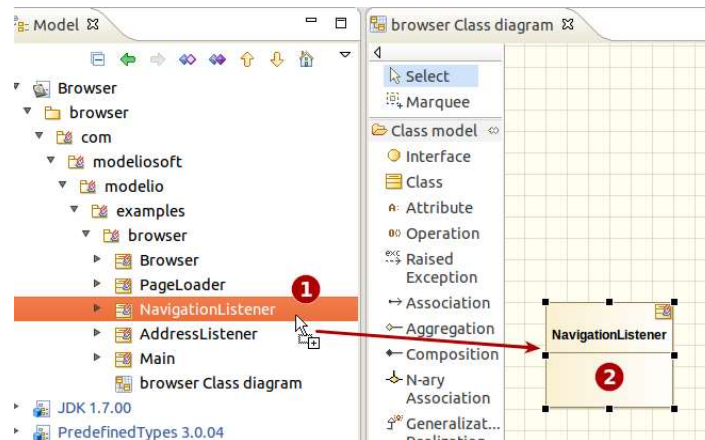 Model
browser Class diagram
Browser
browser
com
modeliosoft
modelio
examples
browser
Browser
PageLoader
NavigationListener
AddressListener
Main
browser Class diagram
JDK 1.7.00
PredefinedTypes 3.0.04
1
Select
Marquee
Class model
Interface
Class
Attribute
Operation
Raised
Exception
Association
Aggregation
Composition
N-ary
Association
Generalizat...
NavigationListener
2